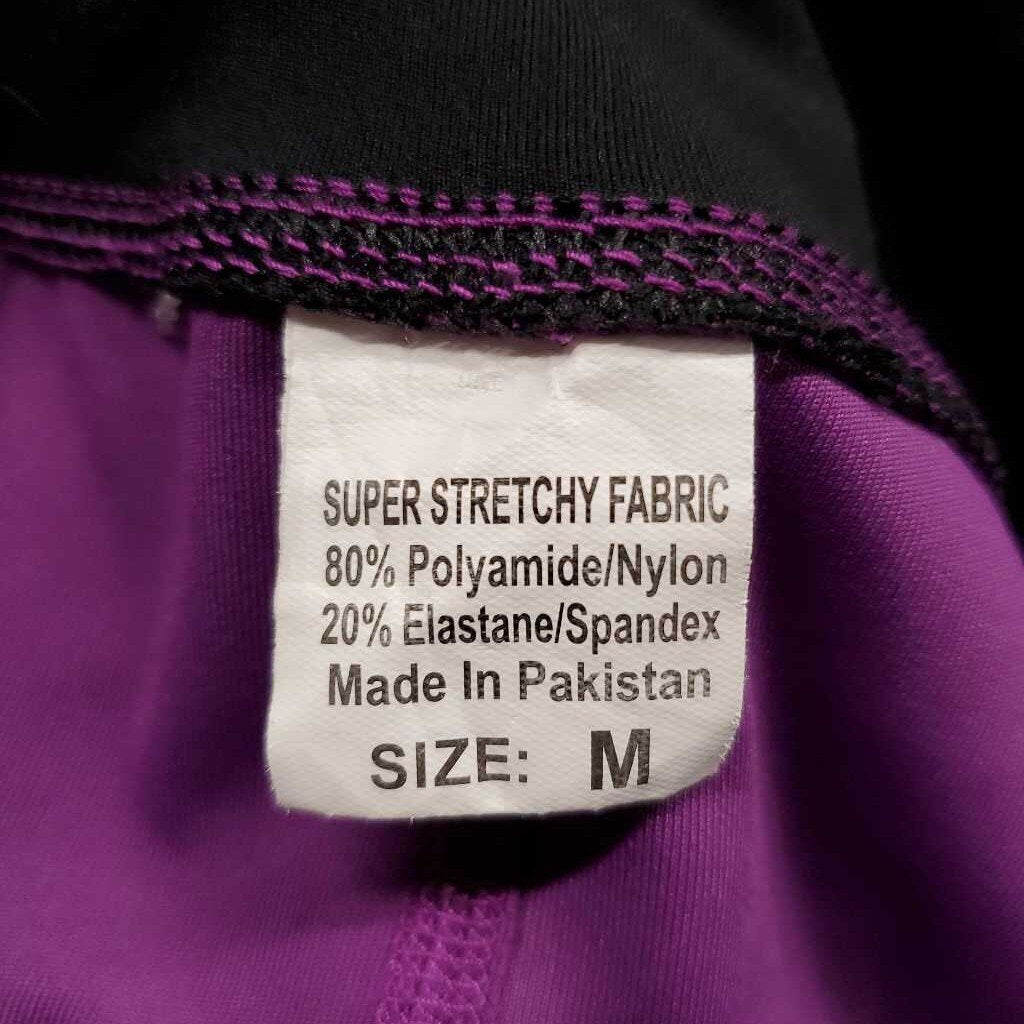 SUPER STRETCHY FABRIC
80% Polyamide/Nylon
20% Elastane/Spandex
Made In Pakistan
SIZE: M